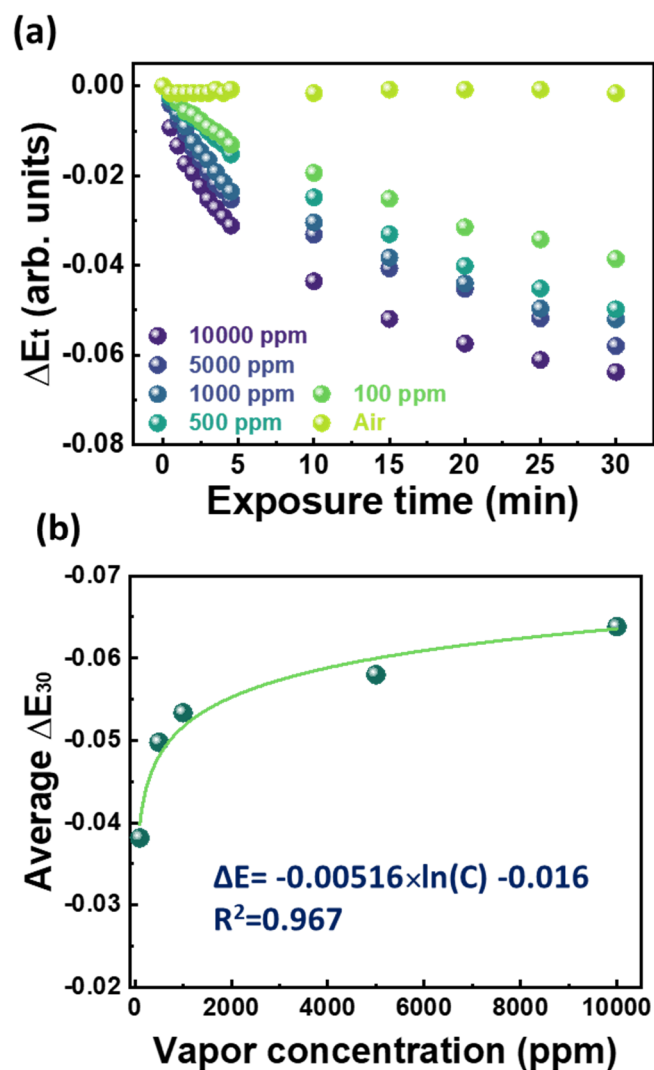 (a)
0.00
-0.02
-0.04
-0.06
-0.08
ΔEt (arb. units)
10000 ppm
5000 ppm
1000 ppm 100 ppm
500 ppm Air
0 5 10 15 20 25 30
Exposure time (min)
(b)
-0.07
-0.06
-0.05
-0.04
-0.03
-0.02
Average ΔE₃₀
ΔE= -0.00516×ln(C) -0.016
R²=0.967
0 2000 4000 6000 8000 10000
Vapor concentration (ppm)